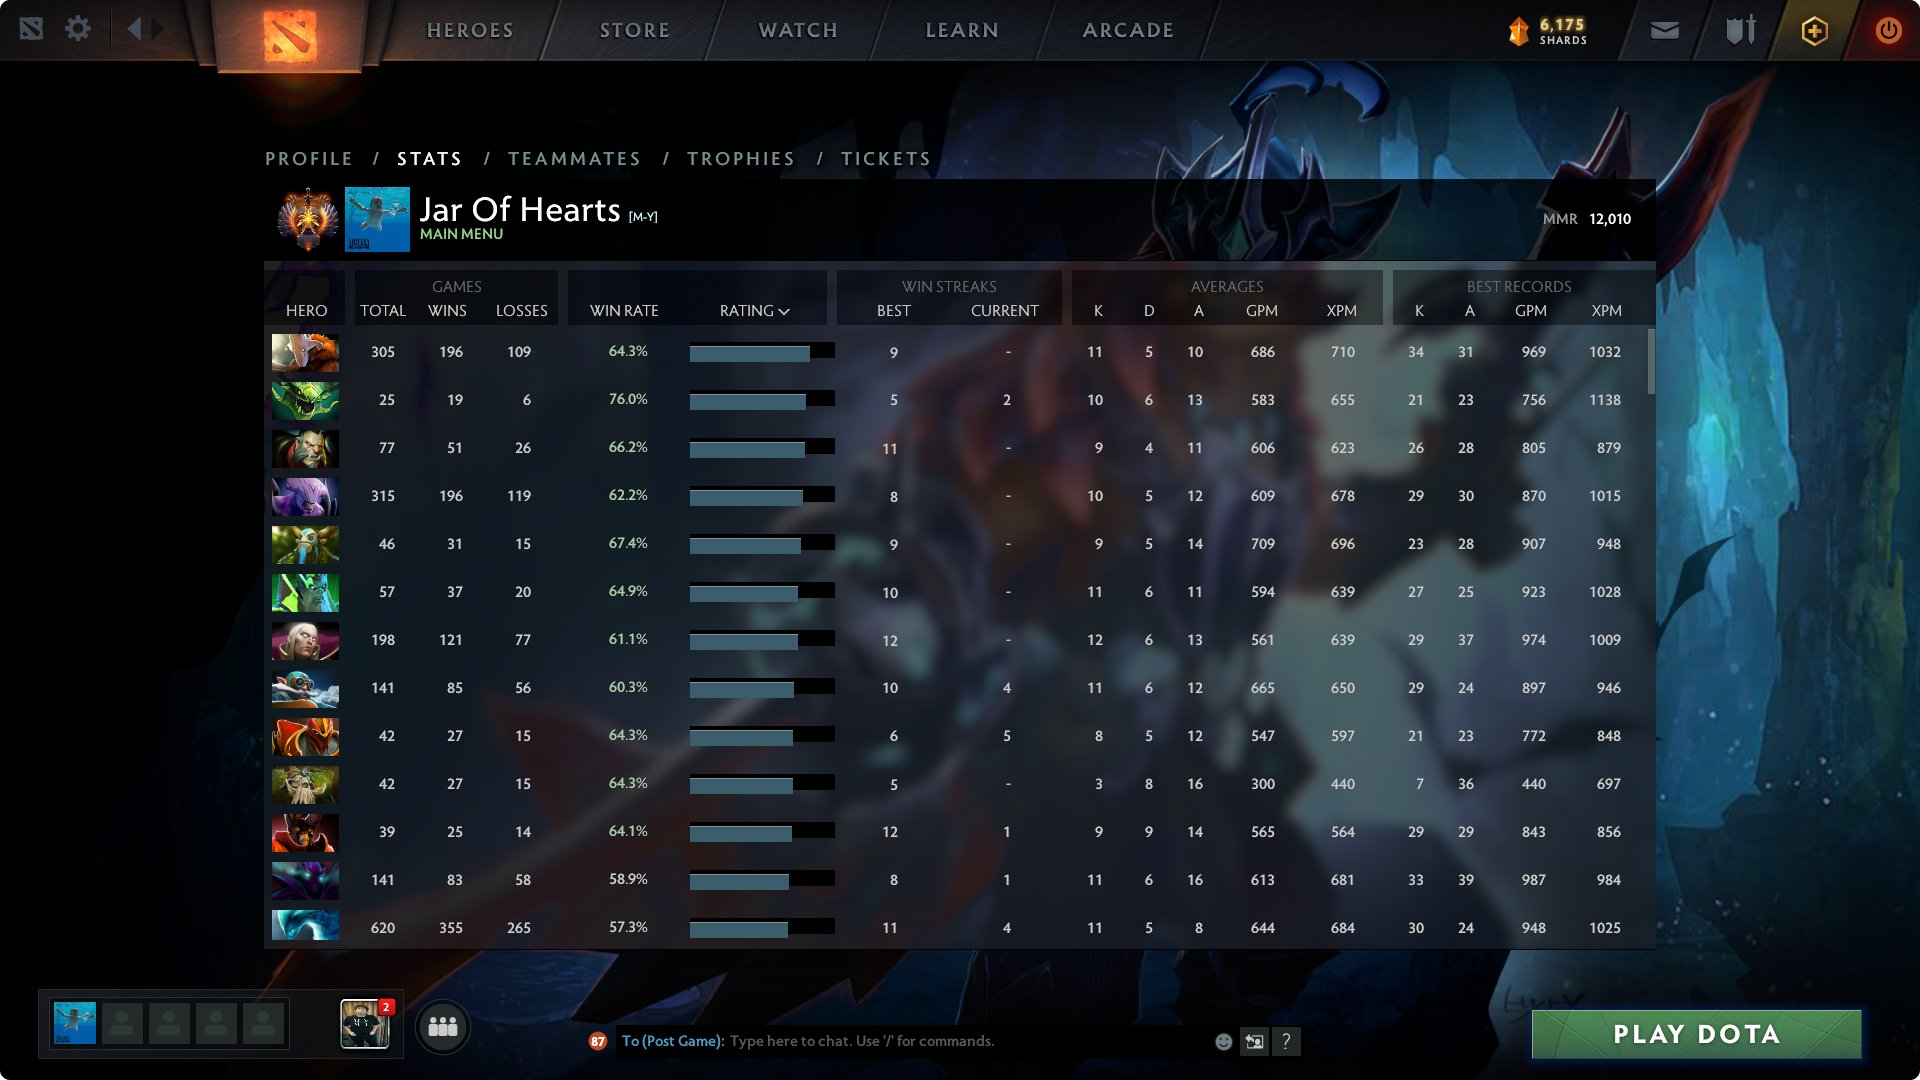 HEROES STORE WATCH LEARN ARCADE 6,175 SHARDS
PROFILE / STATS / TEAMMATES / TROPHIES / TICKETS
Jar Of Hearts [M-Y]
MAIN MENU
MMR 12,010
GAMES WIN STREAKS AVERAGES BEST RECORDS
HERO TOTAL WINS LOSSES WIN RATE RATING BEST CURRENT K D A GPM XPM K A GPM XPM
305 196 109 64.3% 9 - 11 5 10 686 710 34 31 969 1032
25 19 6 76.0% 5 2 10 6 13 583 655 21 23 756 1138
77 51 26 66.2% 11 - 9 4 11 606 623 26 28 805 879
315 196 119 62.2% 8 - 10 5 12 609 678 29 30 870 1015
46 31 15 67.4% 9 - 9 5 14 709 696 23 28 907 948
57 37 20 64.9% 10 - 11 6 11 594 639 27 25 923 1028
198 121 77 61.1% 12 - 12 6 13 561 639 29 37 974 1009
141 85 56 60.3% 10 4 11 6 12 665 650 29 24 897 946
42 27 15 64.3% 6 5 8 5 12 547 597 21 23 772 848
42 27 15 64.3% 5 - 3 8 16 300 440 7 36 440 697
39 25 14 64.1% 12 1 9 9 14 565 564 29 29 843 856
141 83 58 58.9% 8 1 11 6 16 613 681 33 39 987 984
620 355 265 57.3% 11 4 11 5 8 644 684 30 24 948 1025
2
87 To (Post Game): Type here to chat. Use '/' for commands. ?
PLAY DOTA